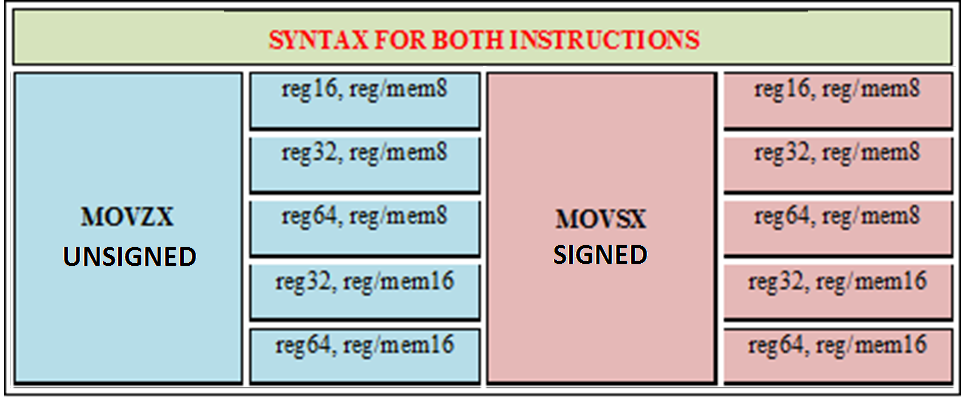 SYNTAX FOR BOTH INSTRUCTIONS
MOVZX
UNSIGNED
reg16, reg/mem8
reg32, reg/mem8
reg64, reg/mem8
reg32, reg/mem16
reg64, reg/mem16
MOVSX
SIGNED
reg16, reg/mem8
reg32, reg/mem8
reg64, reg/mem8
reg32, reg/mem16
reg64, reg/mem16